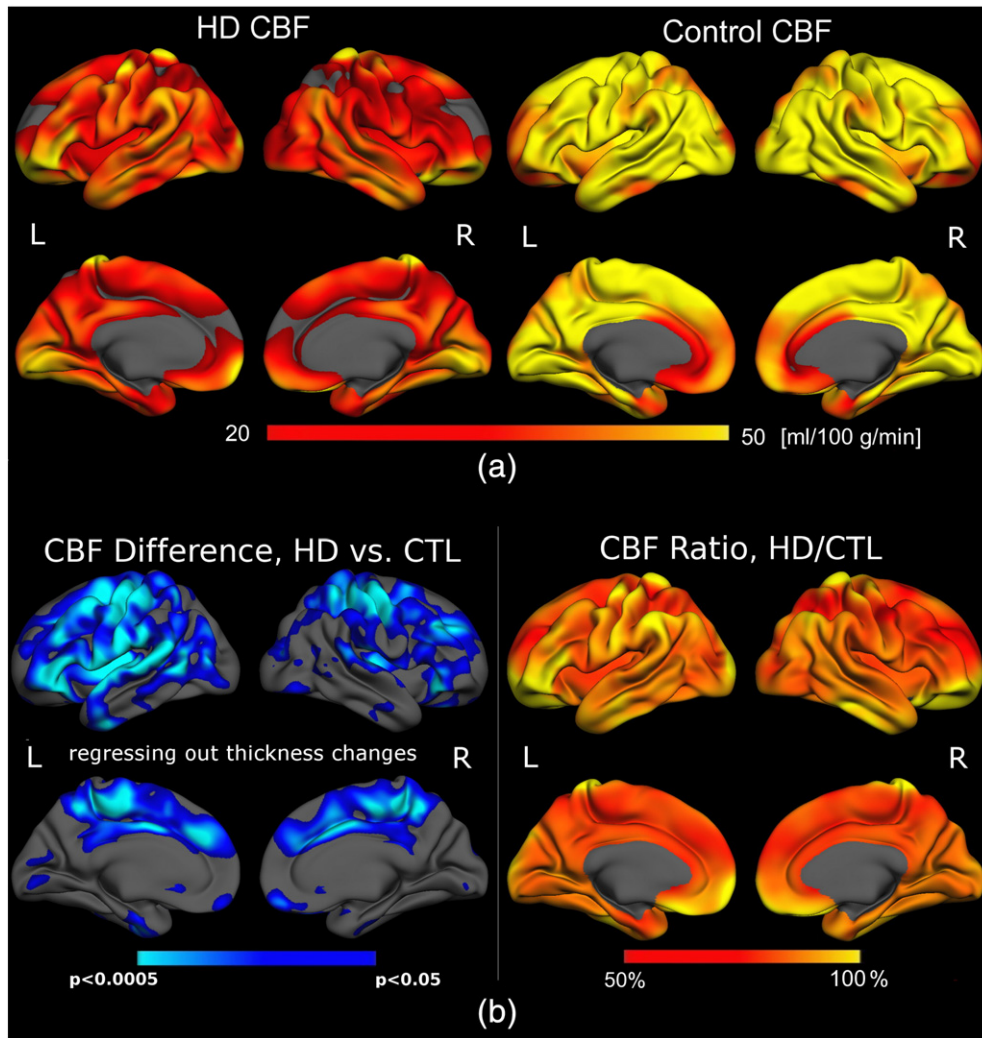 HD CBF
Control CBF
L
R
L
R
20
50 [ml/100 g/min]
(a)
CBF Difference, HD vs. CTL
CBF Ratio, HD/CTL
L regressing out thickness changes R
L
R
p<0.0005
p<0.05
50%
100%
(b)